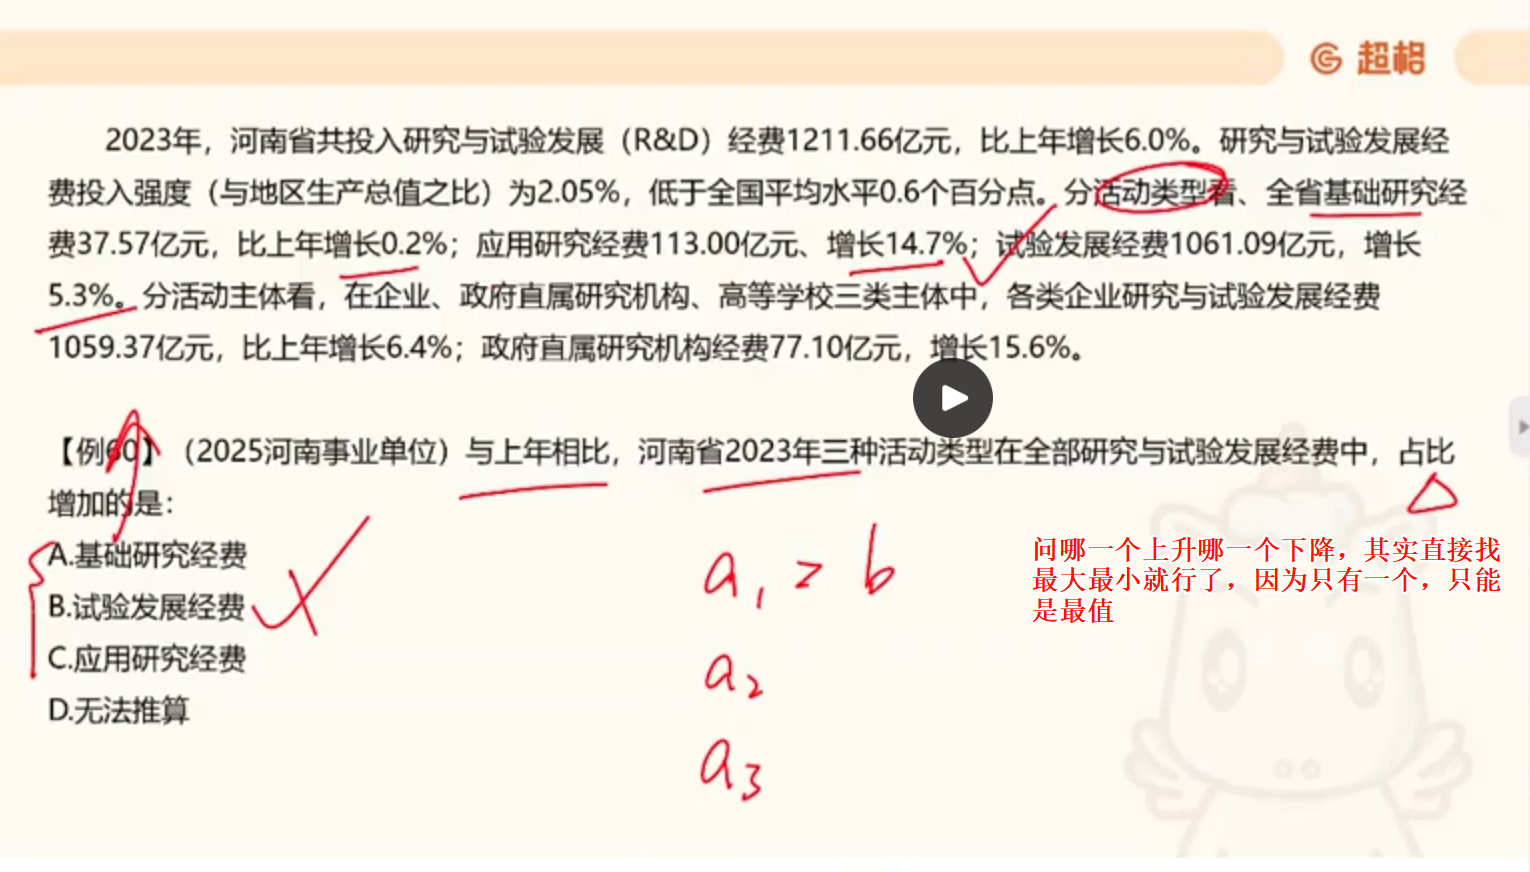 超格
2023年，河南省共投入研究与试验发展（R&D）经费1211.66亿元，比上年增长6.0%。研究与试验发展经
费投入强度（与地区生产总值之比）为2.05%，低于全国平均水平0.6个百分点。分活动类型看、全省基础研究经
费37.57亿元，比上年增长0.2%；应用研究经费113.00亿元、增长14.7%；试验发展经费1061.09亿元，增长
5.3%。分活动主体看，在企业、政府直属研究机构、高等学校三类主体中，各类企业研究与试验发展经费
1059.37亿元，比上年增长6.4%；政府直属研究机构经费77.10亿元，增长15.6%。
【例60】（2025河南事业单位）与上年相比，河南省2023年三种活动类型在全部研究与试验发展经费中，占比
增加的是：
A.基础研究经费
B.试验发展经费
C.应用研究经费
D.无法推算
a₁ > b
a₂
a₃
问哪一个上升哪一个下降，其实直接找
最大最小就行了，因为只有一个，只能
是最值